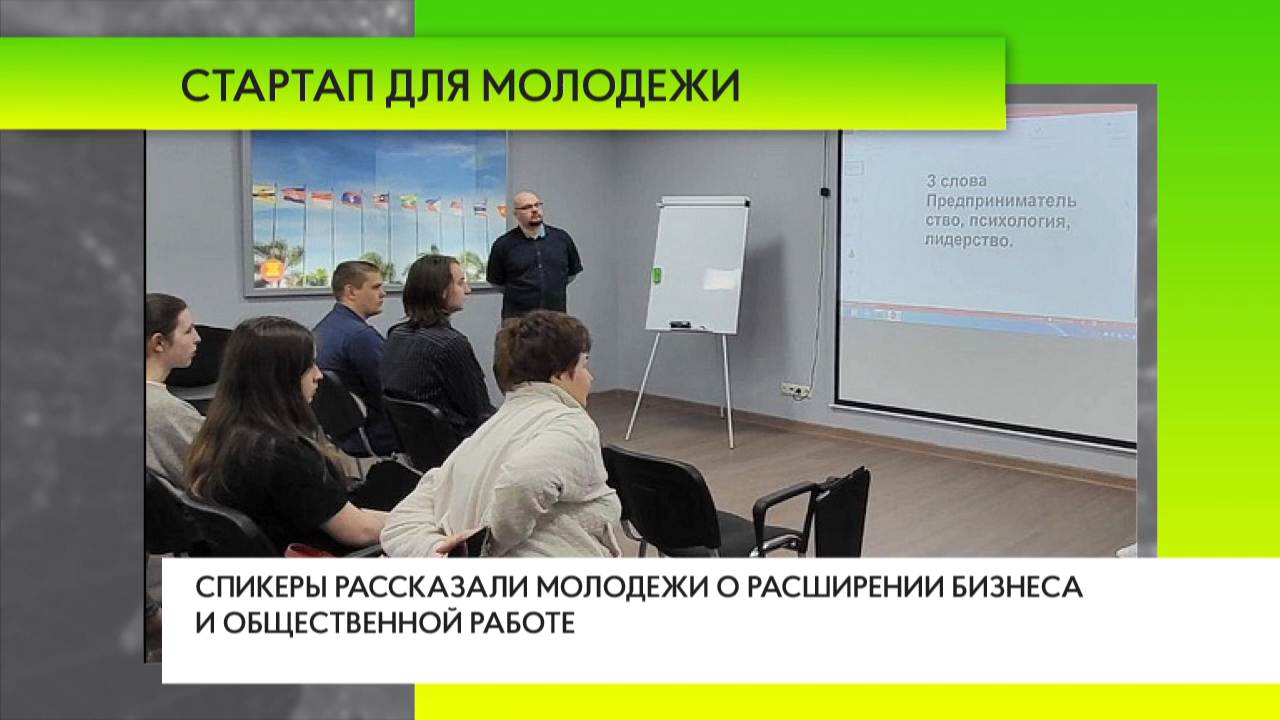 СТАРТАП ДЛЯ МОЛОДЕЖИ
3 слова
Предприниматель
ство, психология,
лидерство.
СПИКЕРЫ РАССКАЗАЛИ МОЛОДЕЖИ О РАСШИРЕНИИ БИЗНЕСА
И ОБЩЕСТВЕННОЙ РАБОТЕ